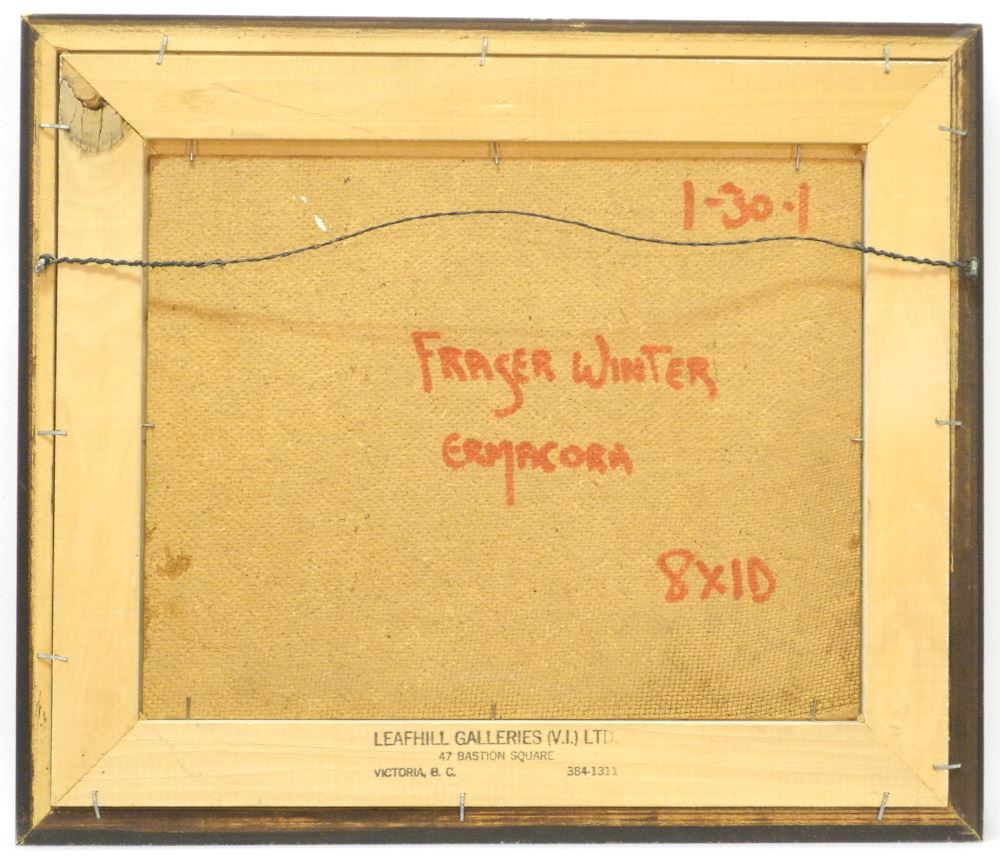 1-30-1
FRASER WINTER
ERMACORA
8X10
LEAFHILL GALLERIES (V.I.) LTD.
47 BASTION SQUARE
VICTORIA, B. C. 384-1311